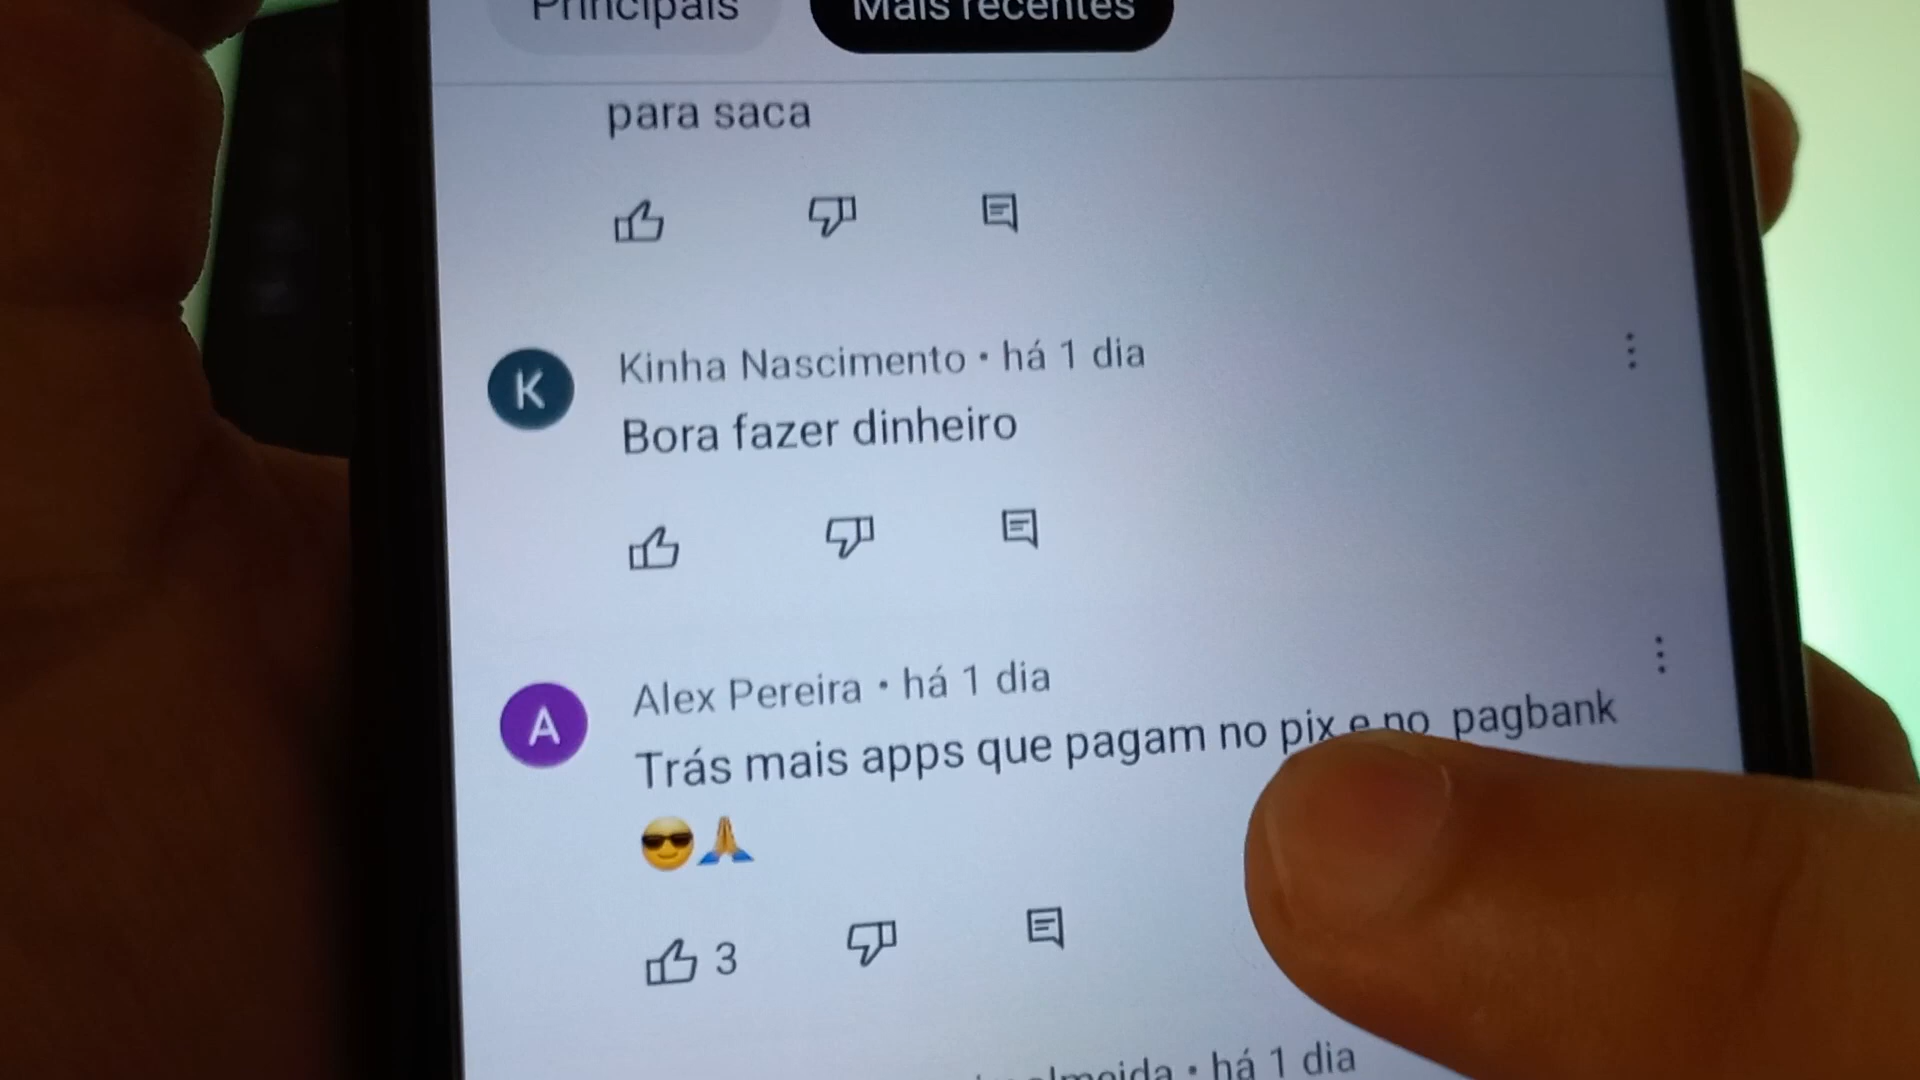 Principais
Mais recentes
para saca
K
Kinha Nascimento • há 1 dia
Bora fazer dinheiro
A
Alex Pereira • há 1 dia
Trás mais apps que pagam no pix e no pagbank
😎🙏
3
almeida • há 1 dia